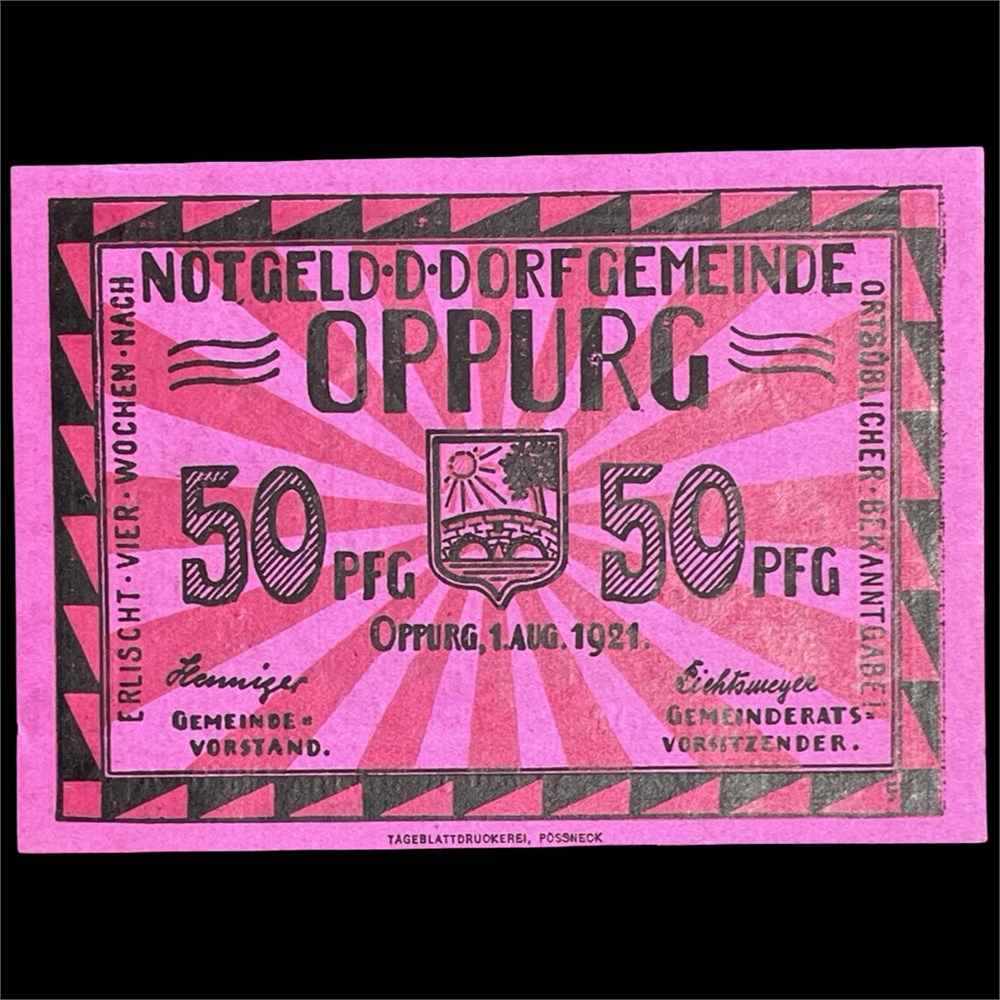 NOTGELD·D·DORFGEMEINDE
OPPURG
ERLISCHT·VIER·WOCHEN·NACH
ORTSÜBLICHER·BEKANNTGABE!
50 PFG
50 PFG
OPPURG, 1. AUG. 1921.
Henniger
GEMEINDE=
VORSTAND.
Eichtsmeyer
GEMEINDERATS=
VORSITZENDER.
TAGEBLATTDRUCKEREI, PÖSSNECK